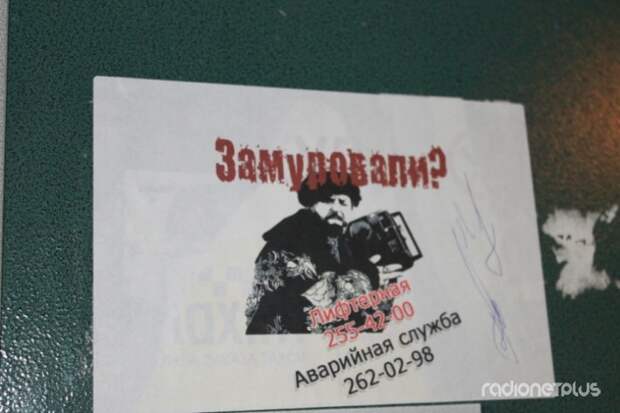 Замуровали?
Лифтерная
255-42-00
Аварийная служба
262-02-98
radionetplus